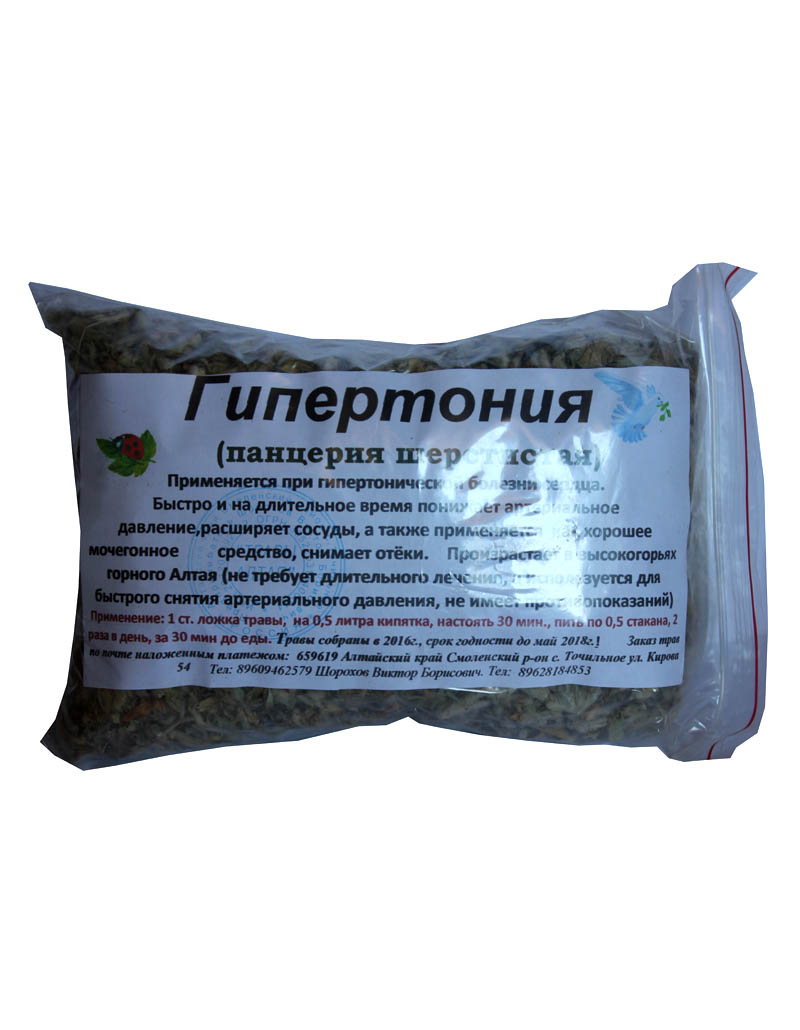 Гипертония
(панцерия шерстистая)
Применяется при гипертонической болезни сердца.
Быстро и на длительное время понижает артериальное
давление,расширяет сосуды, а также применяется как хорошее
мочегонное средство, снимает отёки. Произрастает в высокогорьях
горного Алтая (не требует длительного лечения, и используется для
быстрого снятия артериального давления, не имеет противопоказаний)
Применение: 1 ст. ложка травы, на 0,5 литра кипятка, настоять 30 мин., пить по 0,5 стакана, 2
раза в день, за 30 мин до еды. Травы собраны в 2016г., срок годности до май 2018г.! Заказ трав
по почте наложенным платежом: 659619 Алтайский край Смоленский р-он с. Точильное ул. Кирова
54 Тел: 89609462579 Шорохов Виктор Борисович. Тел: 89628184853